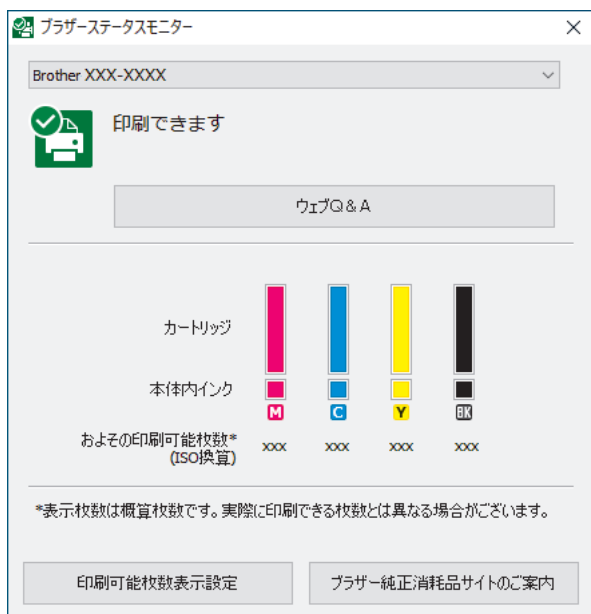 ブラザーステータスモニター
Brother XXX-XXXX
印刷できます
ウェブQ&A
カートリッジ
本体内インク
M C Y BK
およその印刷可能枚数* xxx xxx xxx xxx
(ISO換算)
*表示枚数は概算枚数です。実際に印刷できる枚数とは異なる場合がございます。
印刷可能枚数表示設定 ブラザー純正消耗品サイトのご案内